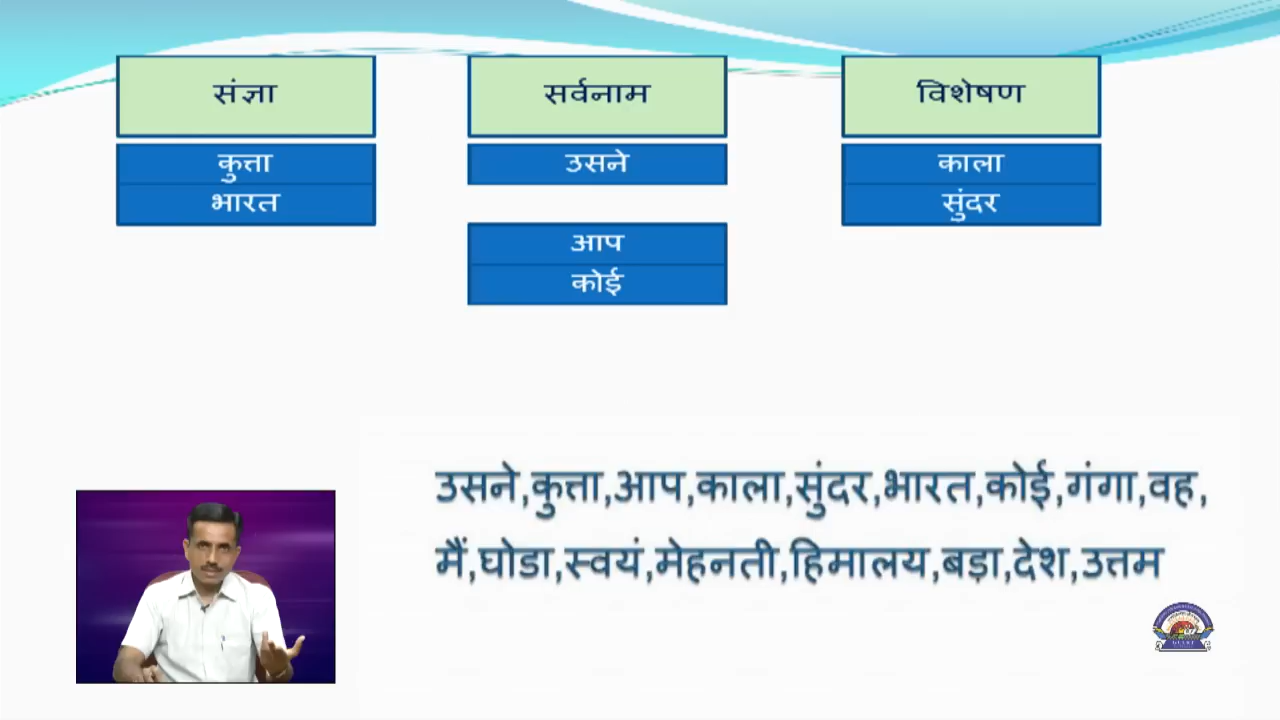 संज्ञा सर्वनाम विशेषण
कुत्ता उसने काला
भारत सुंदर
आप
कोई
उसने,कुत्ता,आप,काला,सुंदर,भारत,कोई,गंगा,वह,
मैं,घोडा,स्वयं,मेहनती,हिमालय,बड़ा,देश,उत्तम